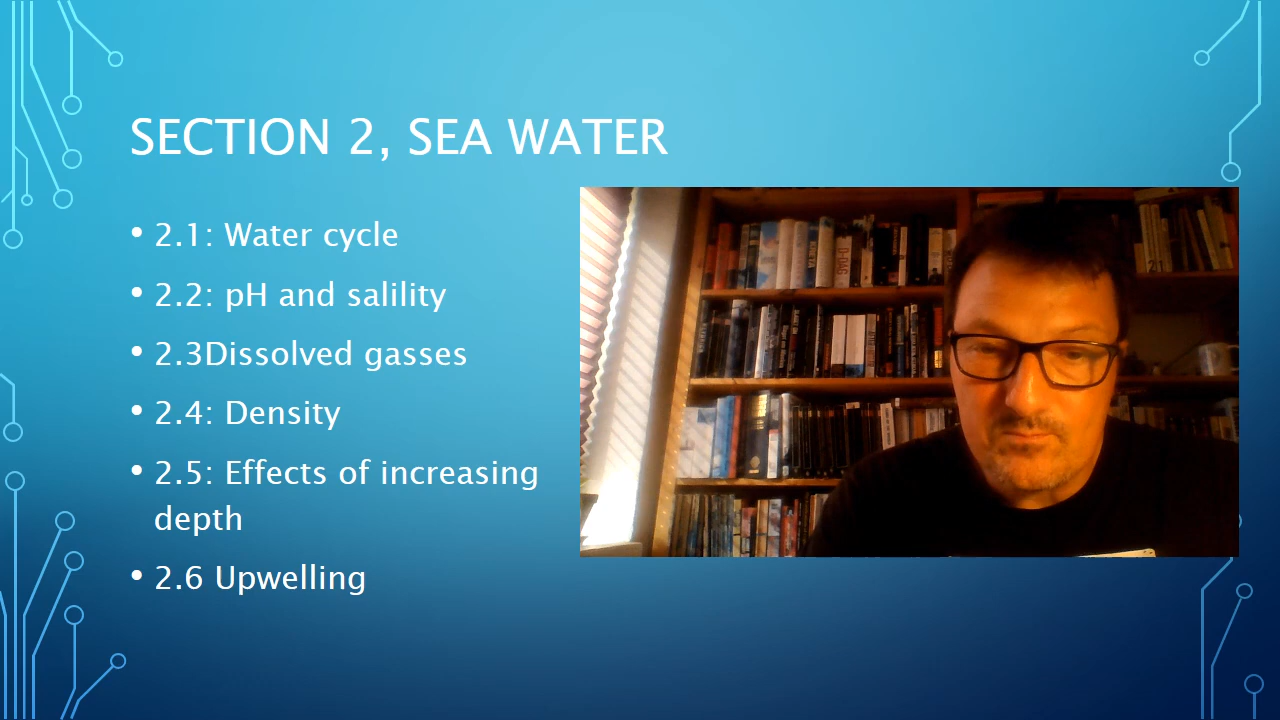 SECTION 2, SEA WATER
• 2.1: Water cycle
• 2.2: pH and salility
• 2.3Dissolved gasses
• 2.4: Density
• 2.5: Effects of increasing
depth
• 2.6 Upwelling